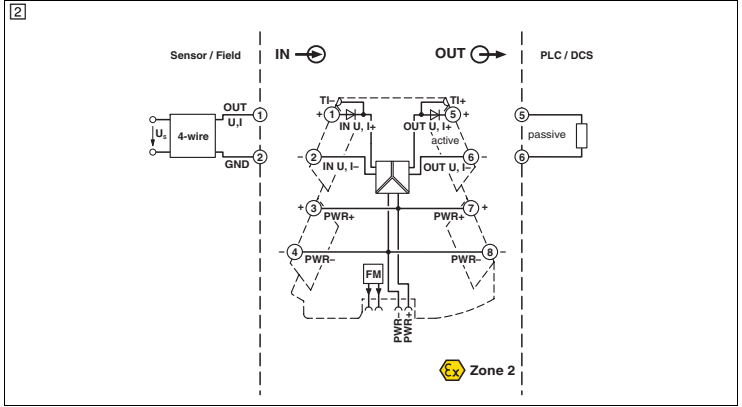 2
Sensor / Field
IN
OUT
PLC / DCS
TI–
TI+
OUT
U,I
1
+ 1
5 +
5
IN U, I+
OUT U, I+
active
Us
4-wire
passive
2
GND
– 2
IN U, I–
6 –
OUT U, I–
6
+ 3
PWR+
7 +
PWR+
– 4
PWR–
8 –
PWR–
FM
PWR–
PWR+
Ex Zone 2